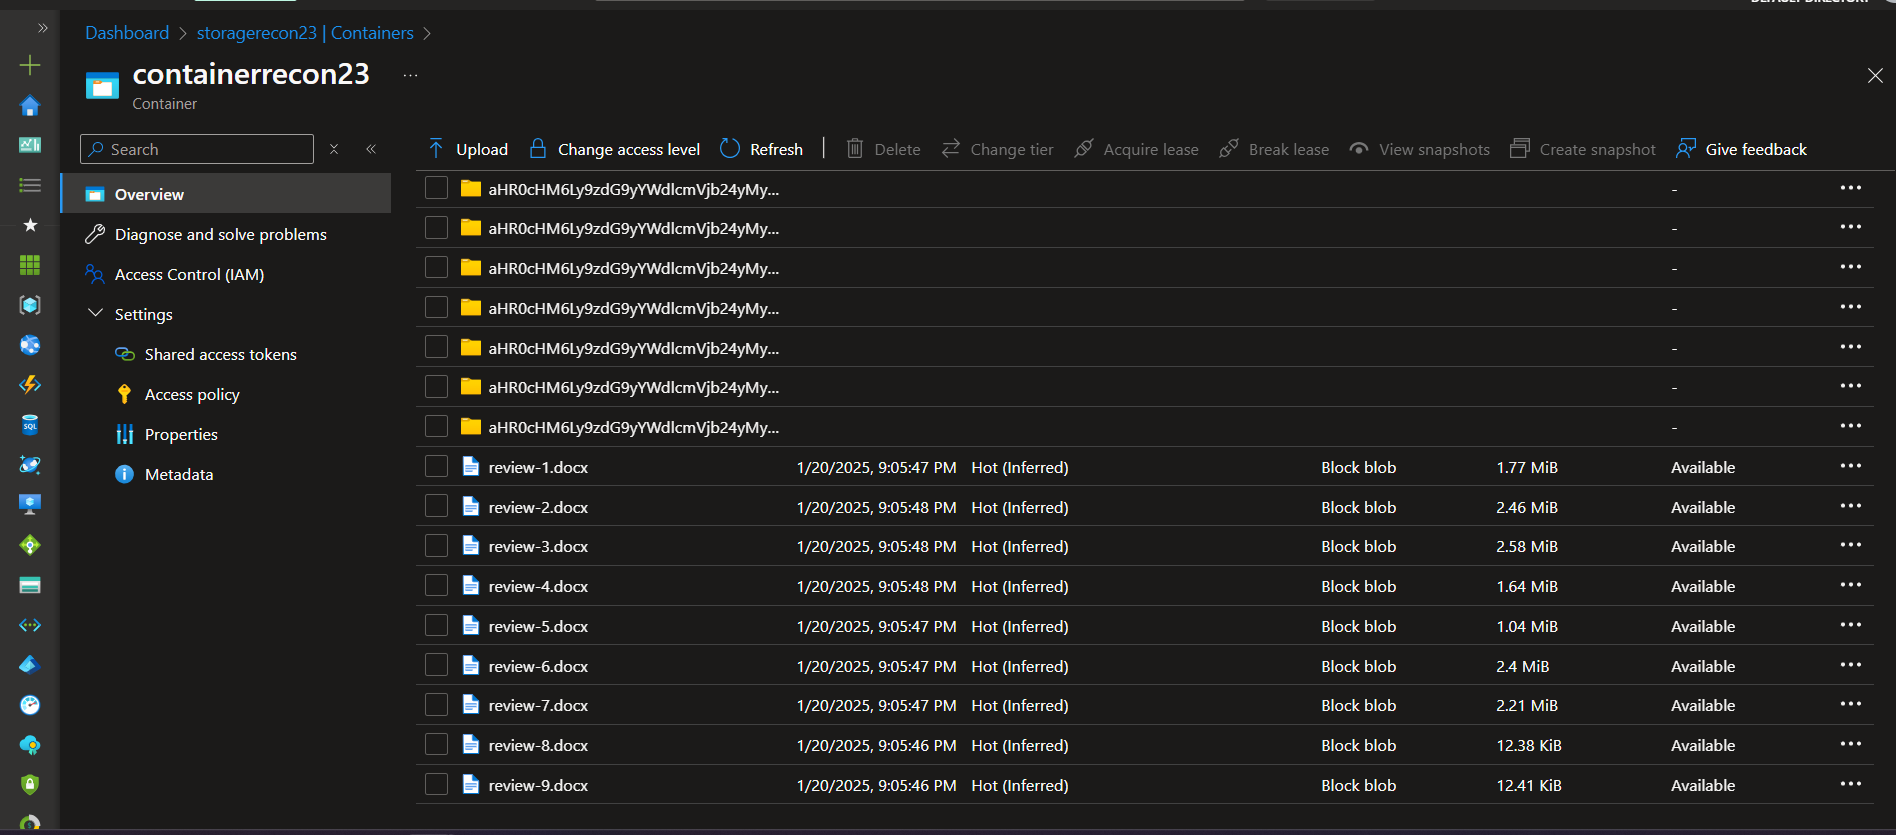 Dashboard > storagerecon23 | Containers >
containerrecon23 ...
Container
Search
Upload Change access level Refresh Delete Change tier Acquire lease Break lease View snapshots Create snapshot Give feedback
Overview
Diagnose and solve problems
Access Control (IAM)
Settings
Shared access tokens
Access policy
Properties
Metadata
aHR0cHM6Ly9zdG9yYWdlcmVjb24yMy... -
aHR0cHM6Ly9zdG9yYWdlcmVjb24yMy... -
aHR0cHM6Ly9zdG9yYWdlcmVjb24yMy... -
aHR0cHM6Ly9zdG9yYWdlcmVjb24yMy... -
aHR0cHM6Ly9zdG9yYWdlcmVjb24yMy... -
aHR0cHM6Ly9zdG9yYWdlcmVjb24yMy... -
aHR0cHM6Ly9zdG9yYWdlcmVjb24yMy... -
review-1.docx 1/20/2025, 9:05:47 PM Hot (Inferred) Block blob 1.77 MiB Available
review-2.docx 1/20/2025, 9:05:48 PM Hot (Inferred) Block blob 2.46 MiB Available
review-3.docx 1/20/2025, 9:05:48 PM Hot (Inferred) Block blob 2.58 MiB Available
review-4.docx 1/20/2025, 9:05:48 PM Hot (Inferred) Block blob 1.64 MiB Available
review-5.docx 1/20/2025, 9:05:47 PM Hot (Inferred) Block blob 1.04 MiB Available
review-6.docx 1/20/2025, 9:05:47 PM Hot (Inferred) Block blob 2.4 MiB Available
review-7.docx 1/20/2025, 9:05:47 PM Hot (Inferred) Block blob 2.21 MiB Available
review-8.docx 1/20/2025, 9:05:46 PM Hot (Inferred) Block blob 12.38 KiB Available
review-9.docx 1/20/2025, 9:05:46 PM Hot (Inferred) Block blob 12.41 KiB Available